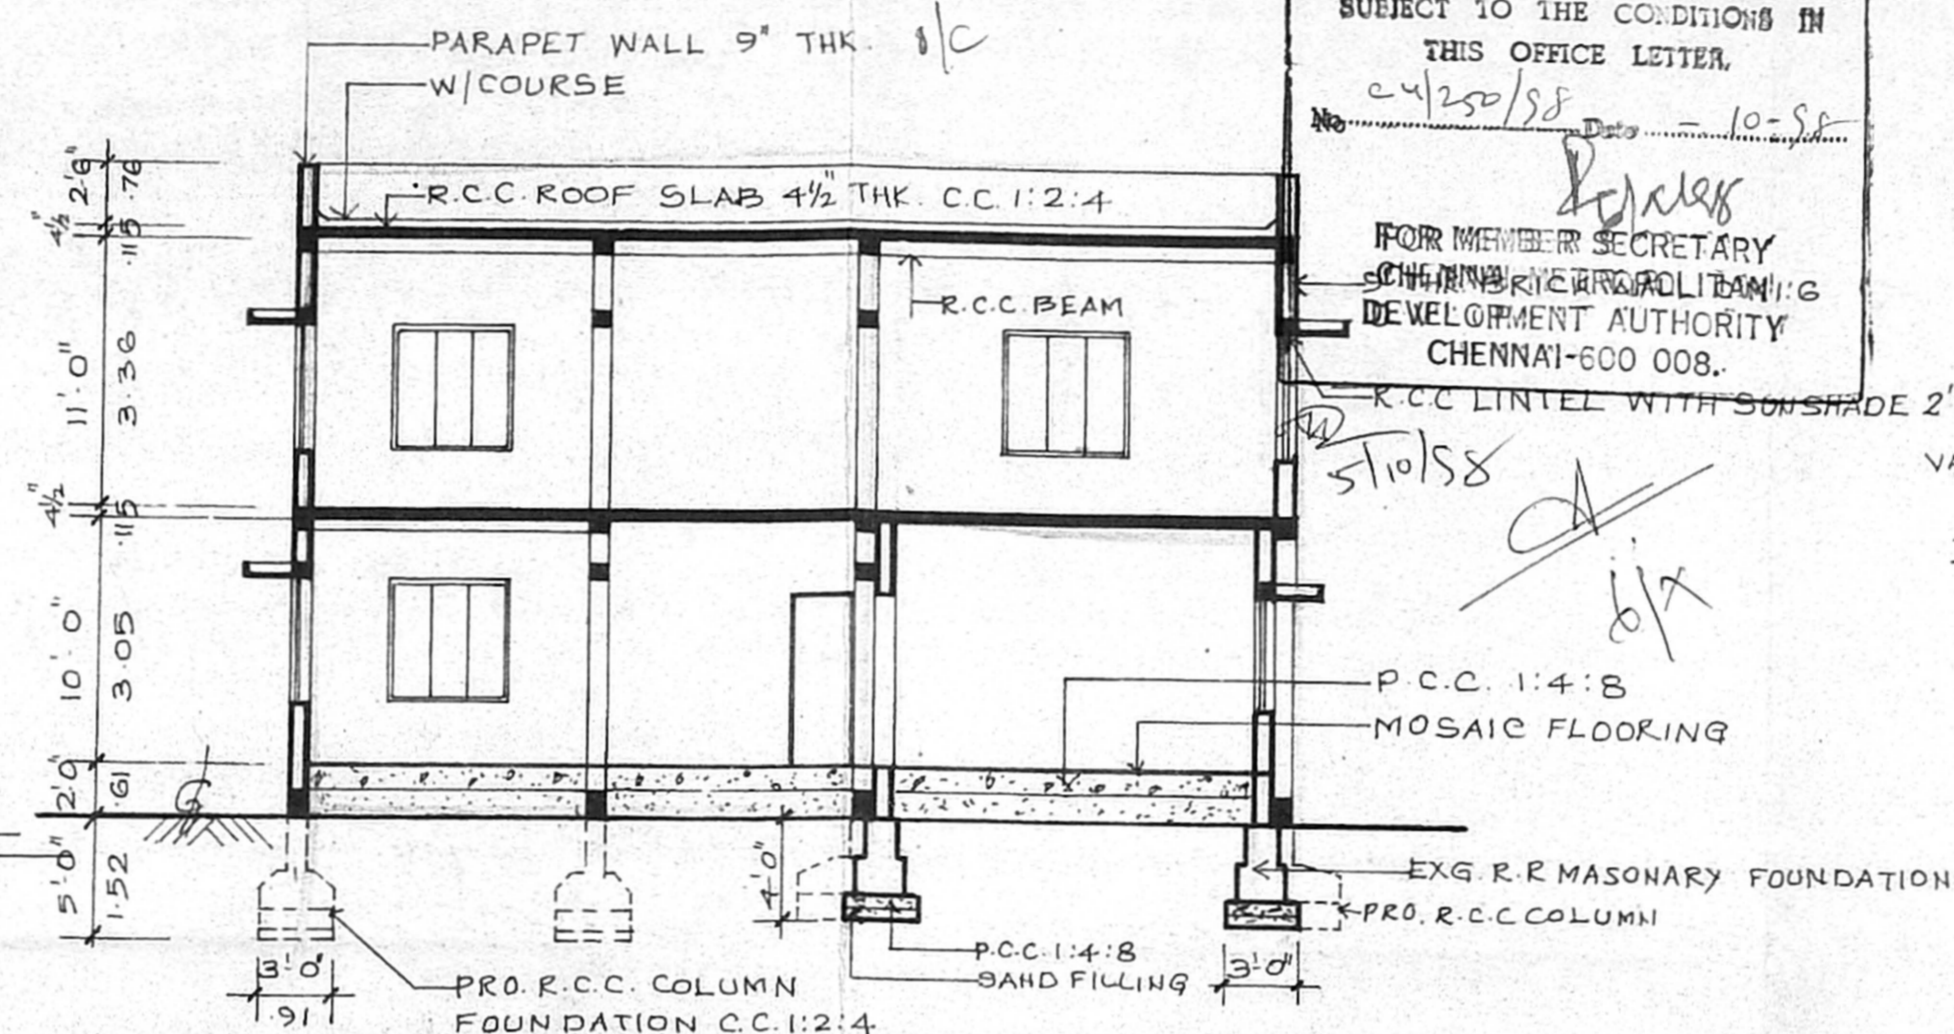 PARAPET WALL 9" THK.
W/COURSE
R.C.C. ROOF SLAB 4½" THK. C.C. 1:2:4
R.C.C. BEAM
SUBJECT TO THE CONDITIONS IN
THIS OFFICE LETTER.
No Date - 10-98
FOR MEMBER SECRETARY
CHENNAI METROPOLITAN
DEVELOPMENT AUTHORITY
CHENNAI-600 008.
R.C.C LINTEL WITH SUNSHADE 2'
5/10/98
P.C.C. 1:4:8
MOSAIC FLOORING
EXG. R.R MASONARY FOUNDATION
PRO. R.C.C COLUMN
P.C.C. 1:4:8
SAND FILLING
PRO. R.C.C. COLUMN
FOUNDATION C.C. 1:2:4.
2'6" .76
4½" .115
11'.0" 3.36
4½" .115
10'.0" 3.05
2'.0" .61
5'.0" 1.52
4'.0"
3'.0"
.91
3'.0"